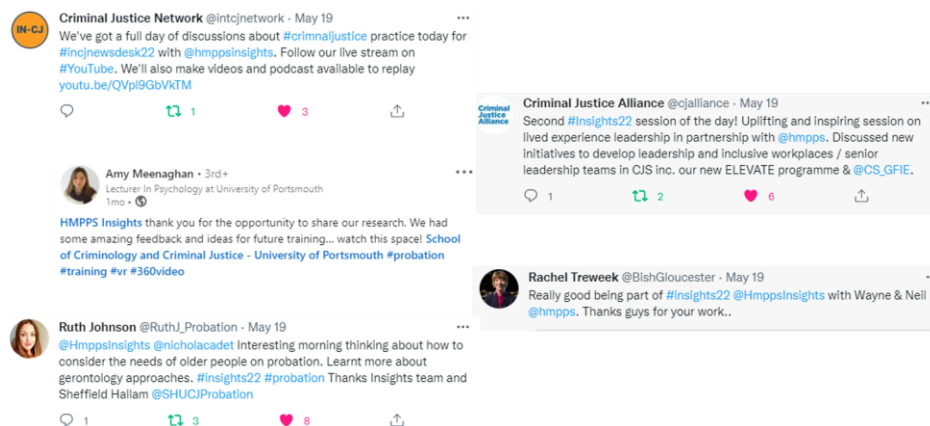 IN-CJ
Criminal Justice Network @intcjnetwork · May 19
We've got a full day of discussions about #crimnaljustice practice today for
#incjnewsdesk22 with @hmppsinsights. Follow our live stream on
#YouTube. We'll also make videos and podcast available to replay
youtu.be/QVpl9GbVkTM
1 3
Amy Meenaghan • 3rd+
Lecturer In Psychology at University of Portsmouth
1mo •
HMPPS Insights thank you for the opportunity to share our research. We had
some amazing feedback and ideas for future training... watch this space! School
of Criminology and Criminal Justice - University of Portsmouth #probation
#training #vr #360video
Ruth Johnson @RuthJ_Probation · May 19
@HmppsInsights @nicholacadet Interesting morning thinking about how to
consider the needs of older people on probation. Learnt more about
gerontology approaches. #insights22 #probation Thanks Insights team and
Sheffield Hallam @SHUCJProbation
1 3 8
Criminal
Justice
Alliance
Criminal Justice Alliance @cjalliance · May 19
Second #Insights22 session of the day! Uplifting and inspiring session on
lived experience leadership in partnership with @hmpps. Discussed new
initiatives to develop leadership and inclusive workplaces / senior
leadership teams in CJS inc. our new ELEVATE programme & @CS_GFIE.
1 2 6
Rachel Treweek @BishGloucester · May 19
Really good being part of #insights22 @HmppsInsights with Wayne & Neil
@hmpps. Thanks guys for your work..